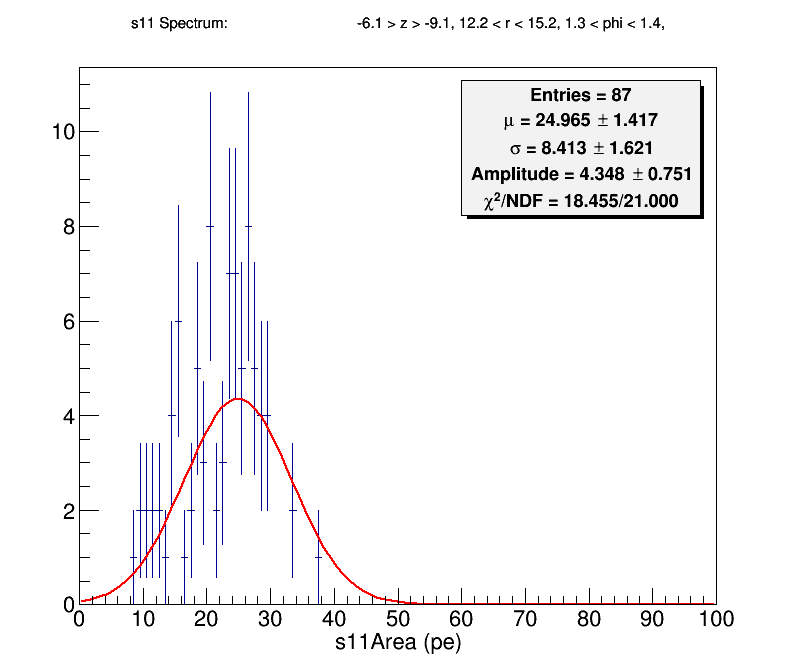 s11 Spectrum: -6.1 > z > -9.1, 12.2 < r < 15.2, 1.3 < phi < 1.4,
Entries = 87
μ = 24.965 ± 1.417
σ = 8.413 ± 1.621
Amplitude = 4.348 ± 0.751
χ²/NDF = 18.455/21.000
10
8
6
4
2
0
0 10 20 30 40 50 60 70 80 90 100
s11Area (pe)